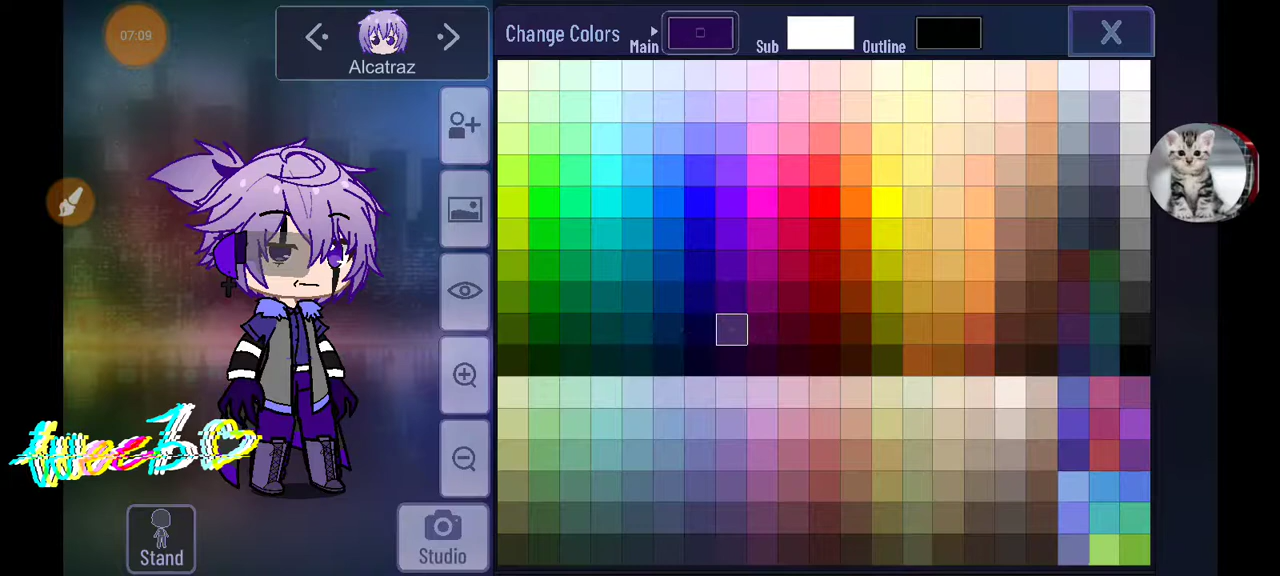 07:09
Alcatraz
Change Colors
Main
Sub
Outline
X
Stand
Studio